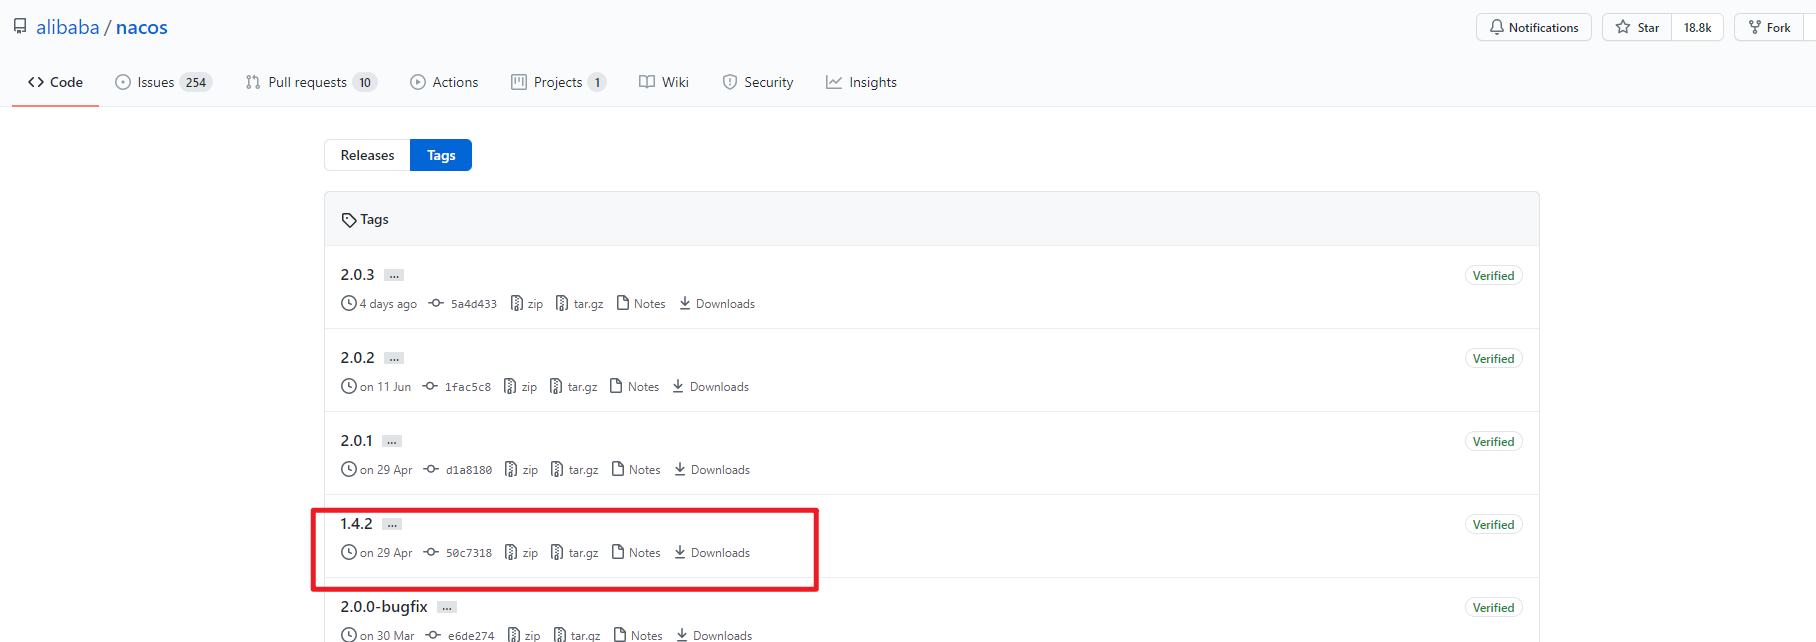 alibaba / nacos
Notifications Star 18.8k Fork
Code Issues 254 Pull requests 10 Actions Projects 1 Wiki Security Insights
Releases Tags
Tags
2.0.3 ... Verified
4 days ago 5a4d433 zip tar.gz Notes Downloads
2.0.2 ... Verified
on 11 Jun 1fac5c8 zip tar.gz Notes Downloads
2.0.1 ... Verified
on 29 Apr d1a8180 zip tar.gz Notes Downloads
1.4.2 ... Verified
on 29 Apr 50c7318 zip tar.gz Notes Downloads
2.0.0-bugfix ... Verified
on 30 Mar e6de274 zip tar.gz Notes Downloads